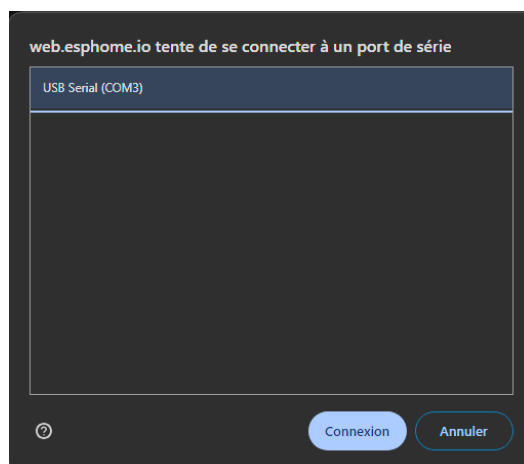 web.esphome.io tente de se connecter à un port de série
USB Serial (COM3)
Connexion
Annuler